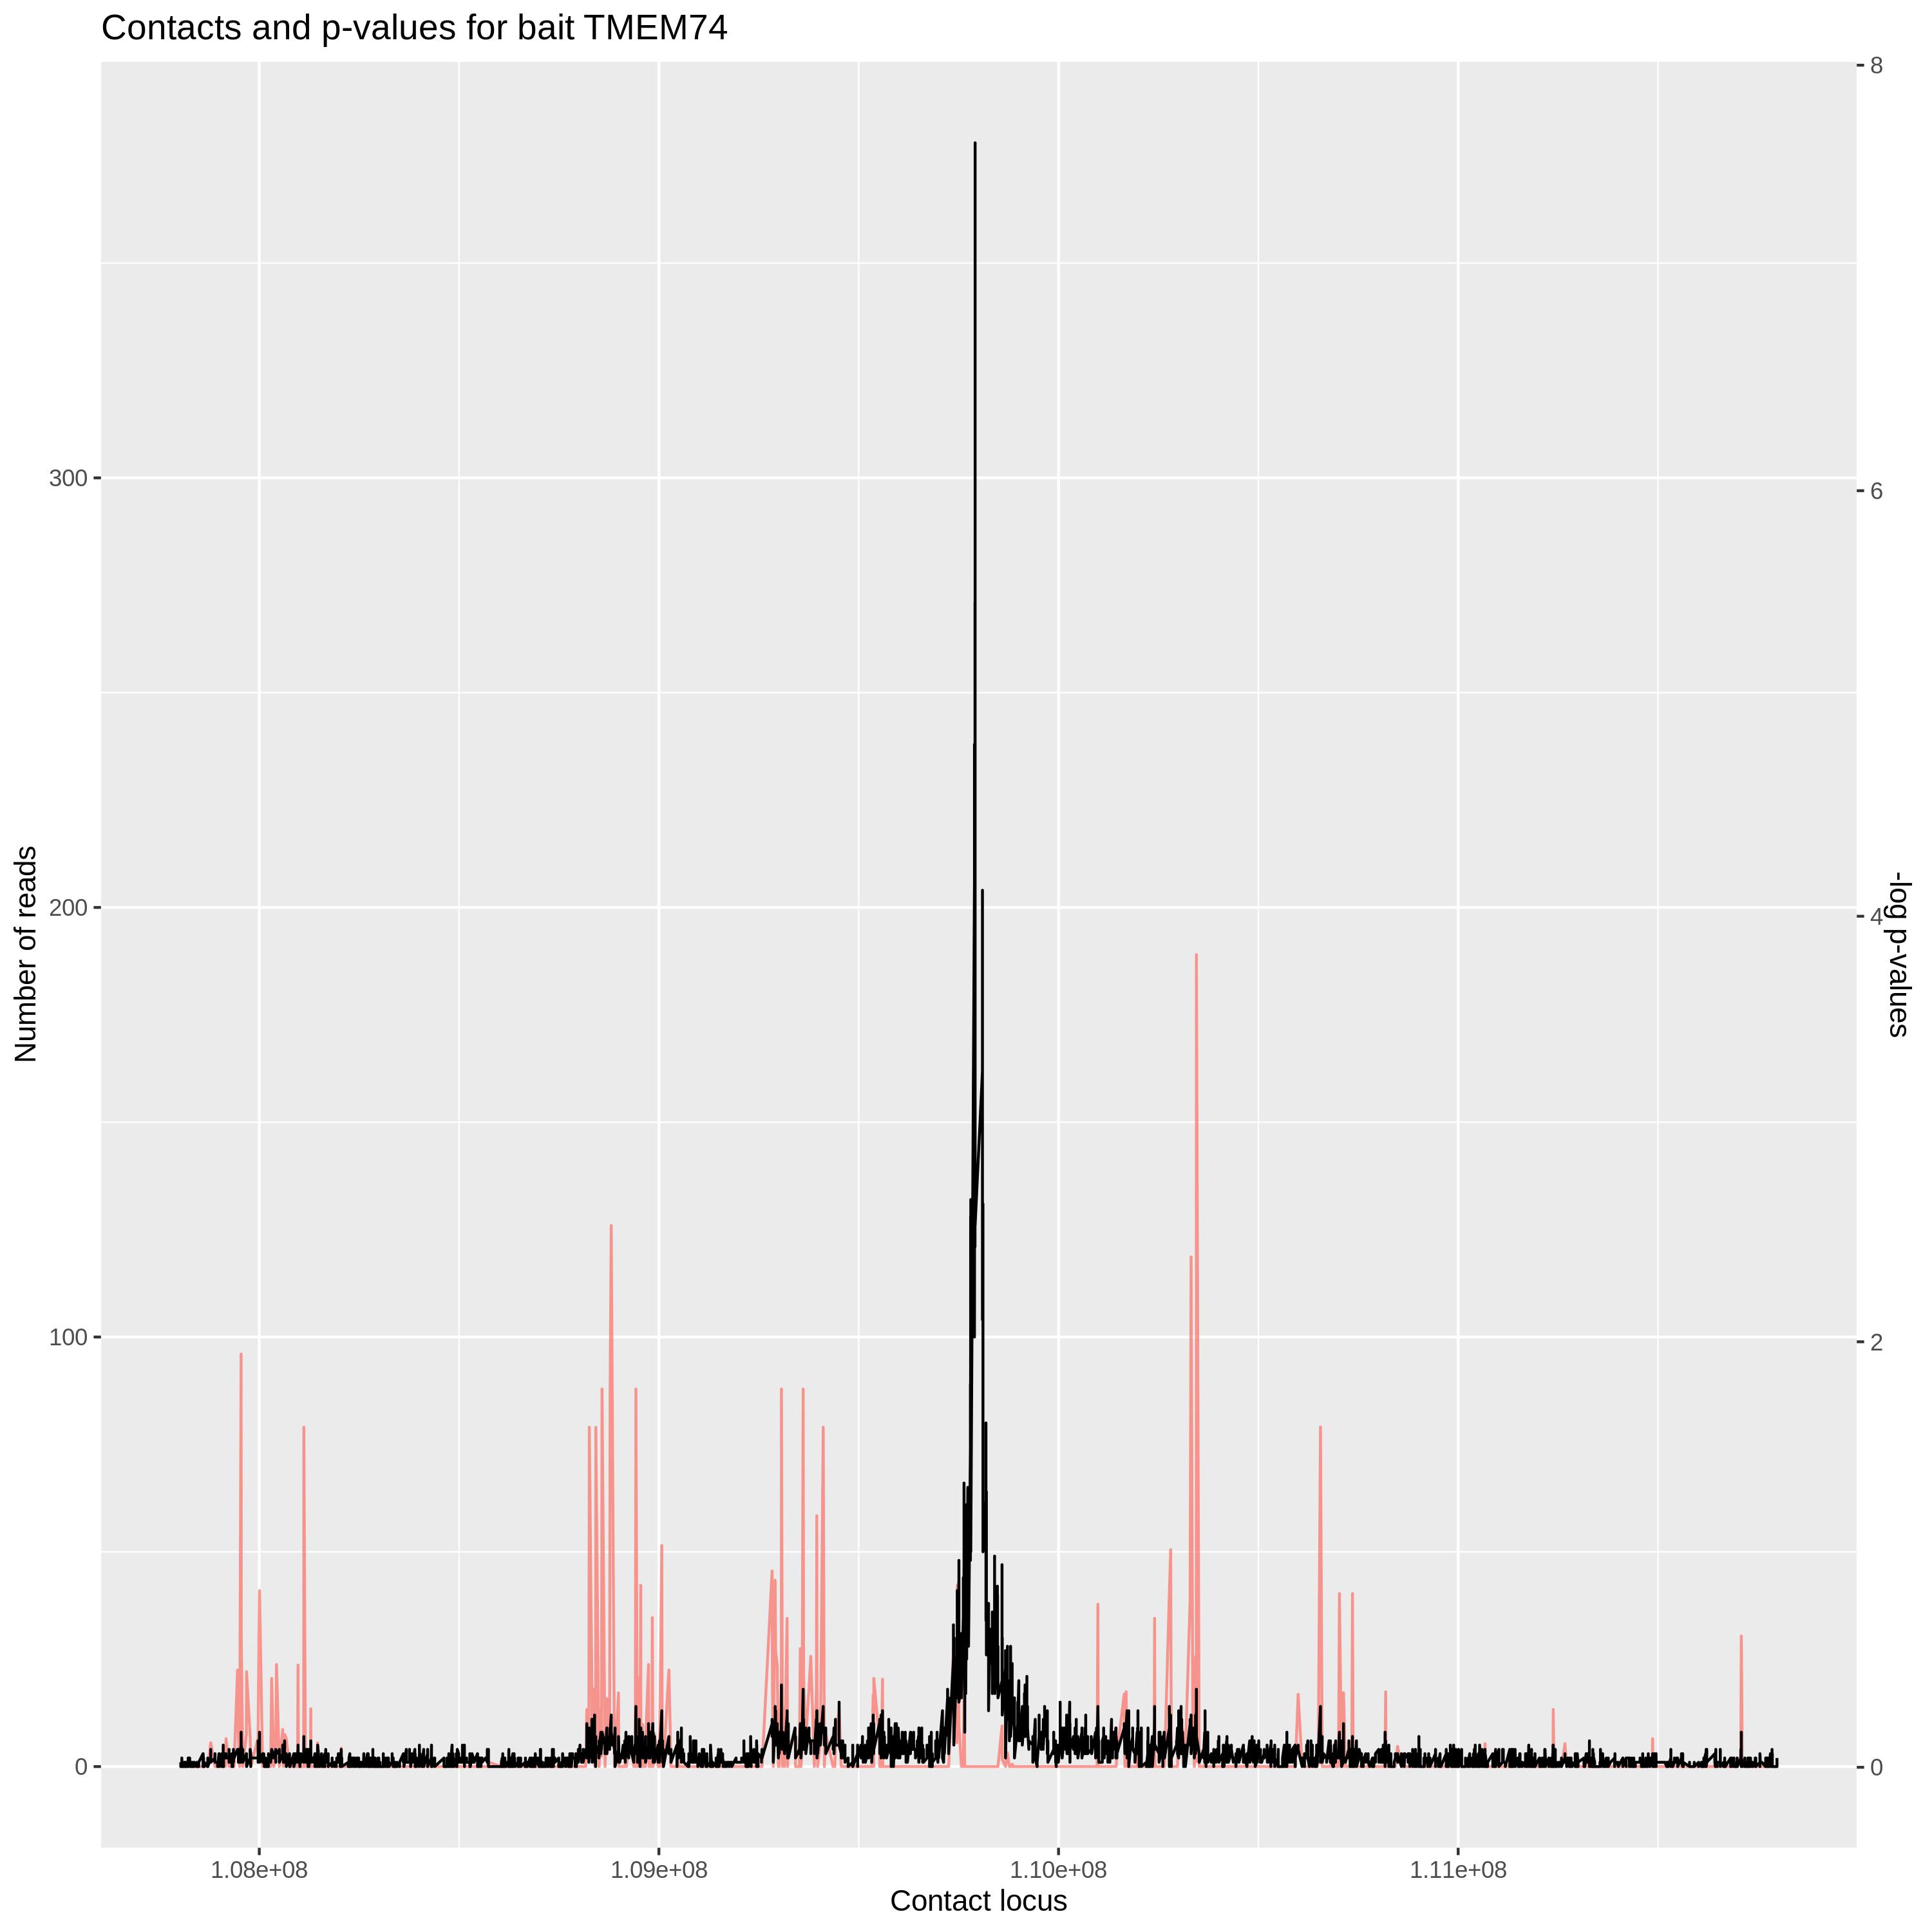 Contacts and p-values for bait TMEM74
Number of reads
300
200
100
0
8
6
4
2
0
-log p-values
1.08e+08
1.09e+08
1.10e+08
1.11e+08
Contact locus